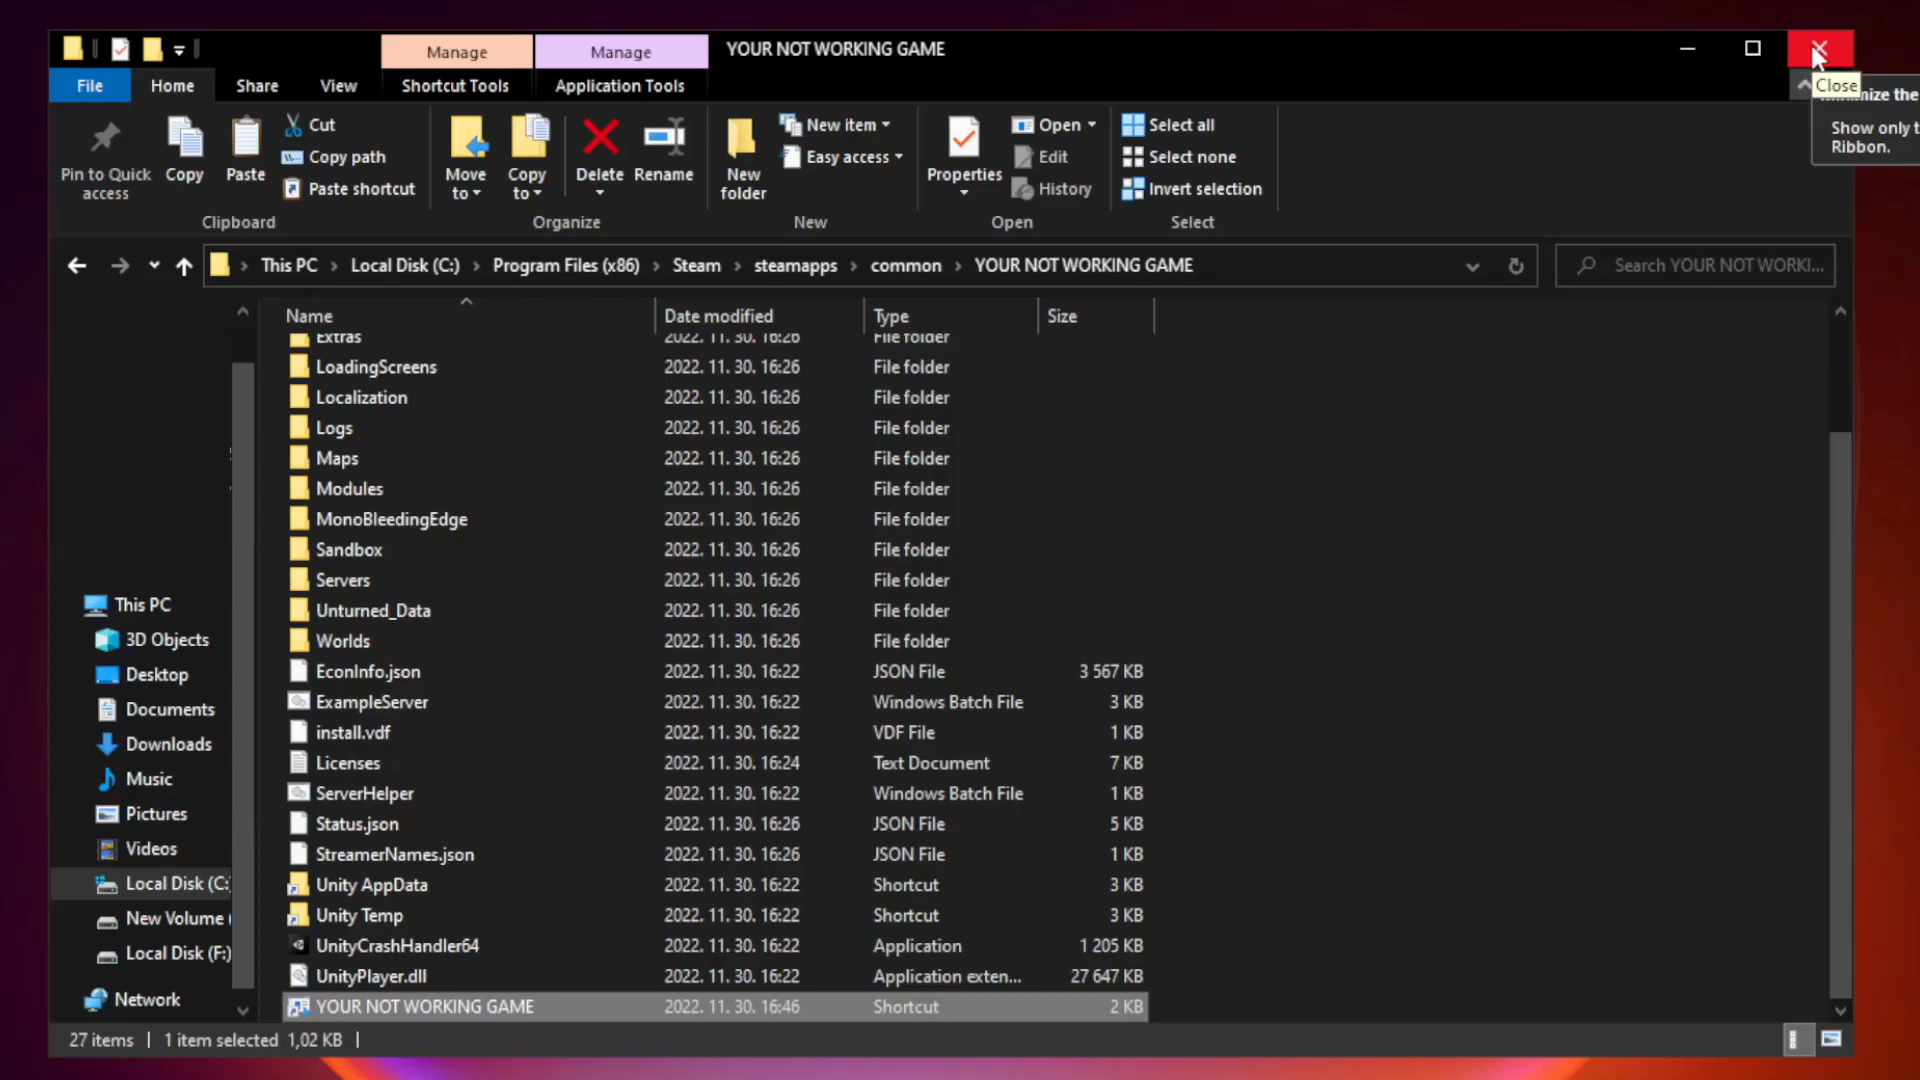 Manage
Manage
YOUR NOT WORKING GAME
File
Home
Share
View
Shortcut Tools
Application Tools
Close
Show only t
Ribbon.
Pin to Quick
access
Copy
Paste
Cut
Copy path
Paste shortcut
Clipboard
Move
to
Copy
to
Delete
Rename
Organize
New
folder
New item
Easy access
New
Properties
Open
Edit
History
Open
Select all
Select none
Invert selection
Select
This PC
Local Disk (C:)
Program Files (x86)
Steam
steamapps
common
YOUR NOT WORKING GAME
Search YOUR NOT WORKI...
Name
Date modified
Type
Size
Extras 2022. 11. 30. 16:26 File folder
LoadingScreens 2022. 11. 30. 16:26 File folder
Localization 2022. 11. 30. 16:26 File folder
Logs 2022. 11. 30. 16:26 File folder
Maps 2022. 11. 30. 16:26 File folder
Modules 2022. 11. 30. 16:26 File folder
MonoBleedingEdge 2022. 11. 30. 16:26 File folder
Sandbox 2022. 11. 30. 16:26 File folder
Servers 2022. 11. 30. 16:26 File folder
Unturned_Data 2022. 11. 30. 16:26 File folder
Worlds 2022. 11. 30. 16:26 File folder
EconInfo.json 2022. 11. 30. 16:22 JSON File 3 567 KB
ExampleServer 2022. 11. 30. 16:22 Windows Batch File 3 KB
install.vdf 2022. 11. 30. 16:22 VDF File 1 KB
Licenses 2022. 11. 30. 16:24 Text Document 7 KB
ServerHelper 2022. 11. 30. 16:22 Windows Batch File 1 KB
Status.json 2022. 11. 30. 16:26 JSON File 5 KB
StreamerNames.json 2022. 11. 30. 16:26 JSON File 1 KB
Unity AppData 2022. 11. 30. 16:22 Shortcut 3 KB
Unity Temp 2022. 11. 30. 16:22 Shortcut 3 KB
UnityCrashHandler64 2022. 11. 30. 16:22 Application 1 205 KB
UnityPlayer.dll 2022. 11. 30. 16:22 Application exten... 27 647 KB
YOUR NOT WORKING GAME 2022. 11. 30. 16:46 Shortcut 2 KB
This PC
3D Objects
Desktop
Documents
Downloads
Music
Pictures
Videos
Local Disk (C:
New Volume (
Local Disk (F:)
Network
27 items
1 item selected 1,02 KB